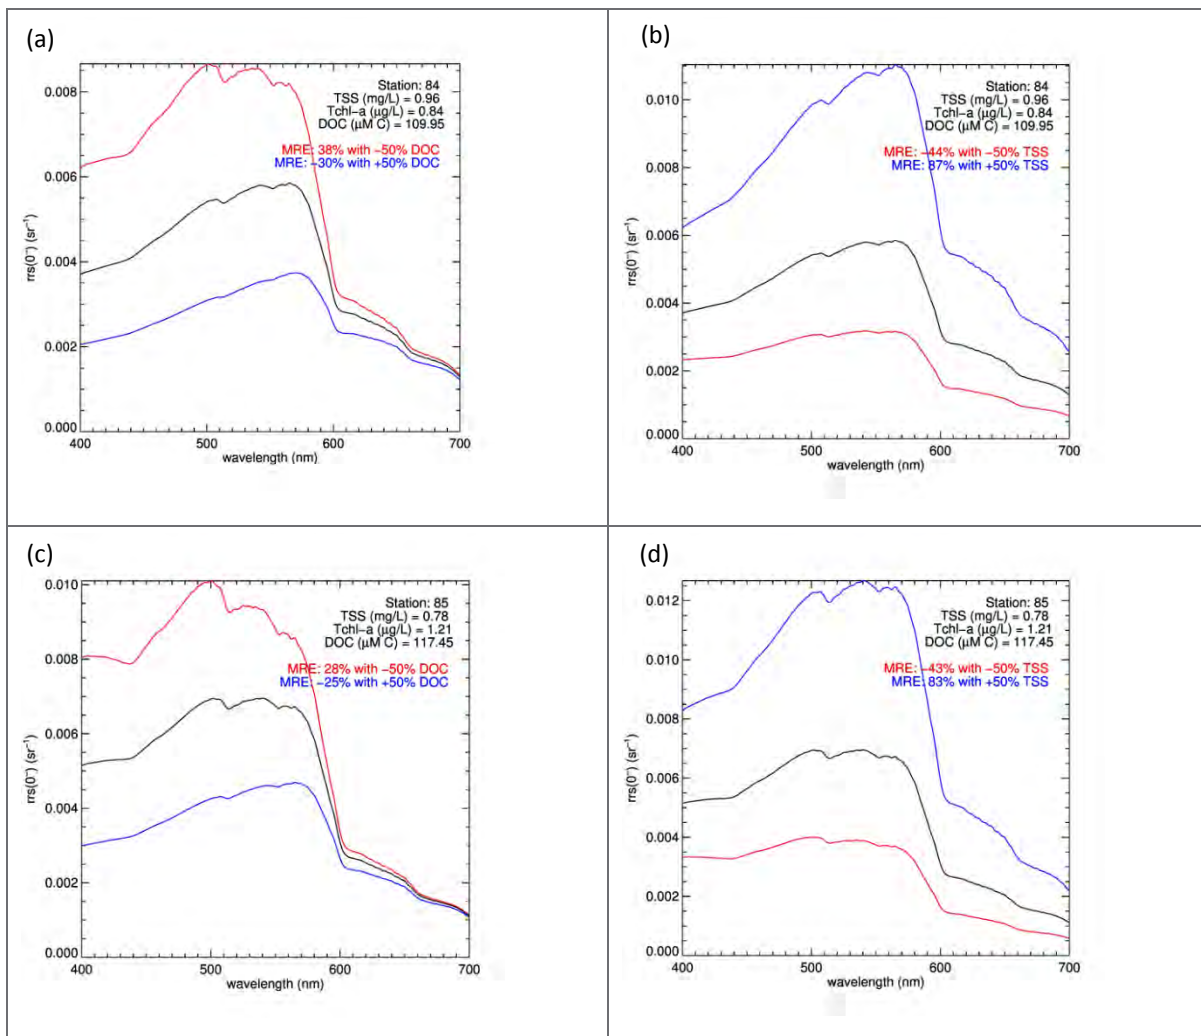 (a)
Station: 84
TSS (mg/L) = 0.96
Tchl-a (µg/L) = 0.84
DOC (µM C) = 109.95
MRE: 38% with -50% DOC
MRE: -30% with +50% DOC
rrs(0⁻) (sr⁻¹)
0.008
0.006
0.004
0.002
0.000
400 500 600 700
wavelength (nm)
(b)
Station: 84
TSS (mg/L) = 0.96
Tchl-a (µg/L) = 0.84
DOC (µM C) = 109.95
MRE: -44% with -50% TSS
MRE: 87% with +50% TSS
rrs(0⁻) (sr⁻¹)
0.010
0.008
0.006
0.004
0.002
0.000
400 500 600 700
wavelength (nm)
(c)
Station: 85
TSS (mg/L) = 0.78
Tchl-a (µg/L) = 1.21
DOC (µM C) = 117.45
MRE: 28% with -50% DOC
MRE: -25% with +50% DOC
rrs(0⁻) (sr⁻¹)
0.010
0.008
0.006
0.004
0.002
0.000
400 500 600 700
wavelength (nm)
(d)
Station: 85
TSS (mg/L) = 0.78
Tchl-a (µg/L) = 1.21
DOC (µM C) = 117.45
MRE: -43% with -50% TSS
MRE: 83% with +50% TSS
rrs(0⁻) (sr⁻¹)
0.012
0.010
0.008
0.006
0.004
0.002
0.000
400 500 600 700
wavelength (nm)